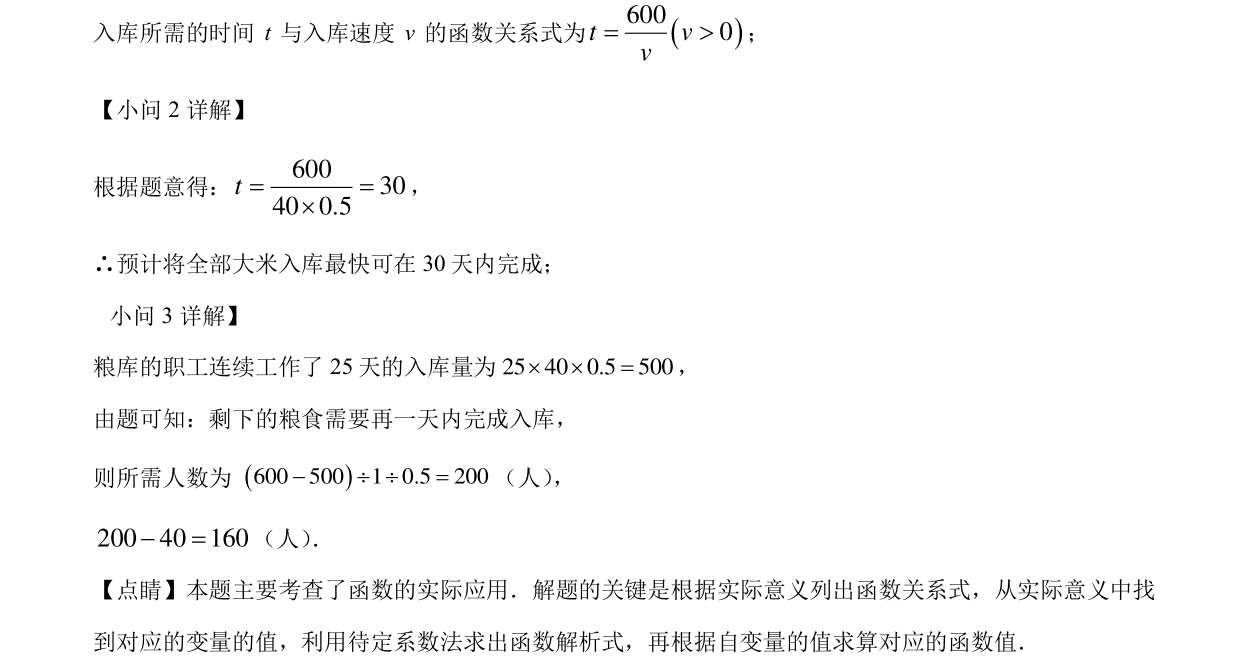 入库所需的时间 t 与入库速度 v 的函数关系式为 t = 600/v (v > 0)；
【小问 2 详解】
根据题意得：t = 600/(40×0.5) = 30，
∴预计将全部大米入库最快可在 30 天内完成；
小问 3 详解】
粮库的职工连续工作了 25 天的入库量为 25×40×0.5=500，
由题可知：剩下的粮食需要再一天内完成入库，
则所需人数为 (600−500)÷1÷0.5=200（人），
200−40=160（人）．
【点睛】本题主要考查了函数的实际应用．解题的关键是根据实际意义列出函数关系式，从实际意义中找
到对应的变量的值，利用待定系数法求出函数解析式，再根据自变量的值求算对应的函数值．